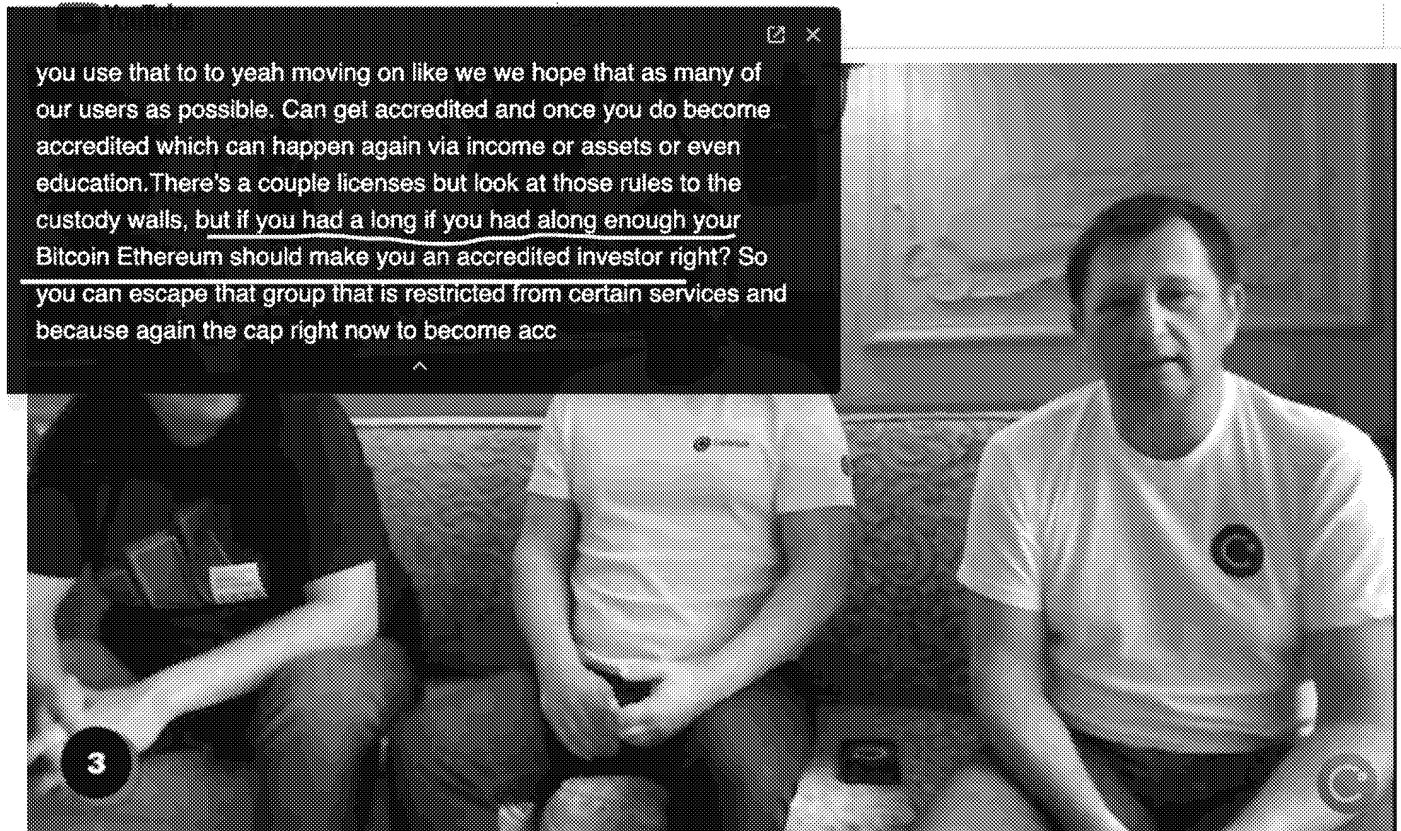 YouTube
you use that to to yeah moving on like we we hope that as many of
our users as possible. Can get accredited and once you do become
accredited which can happen again via income or assets or even
education.There's a couple licenses but look at those rules to the
custody walls, but if you had a long if you had along enough your
Bitcoin Ethereum should make you an accredited investor right? So
you can escape that group that is restricted from certain services and
because again the cap right now to become acc
3